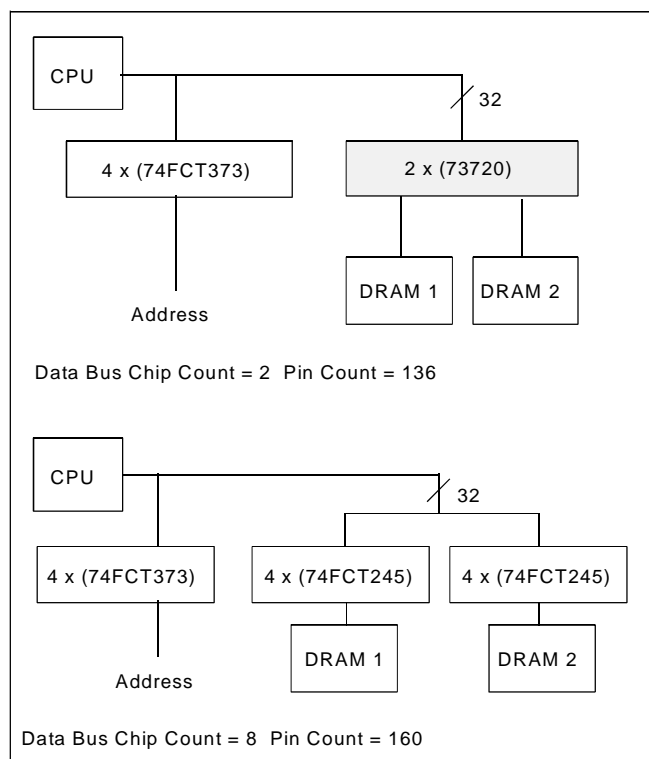 CPU
32
4 x (74FCT373)
2 x (73720)
DRAM 1
DRAM 2
Address
Data Bus Chip Count = 2 Pin Count = 136
CPU
32
4 x (74FCT373)
4 x (74FCT245)
4 x (74FCT245)
DRAM 1
DRAM 2
Address
Data Bus Chip Count = 8 Pin Count = 160